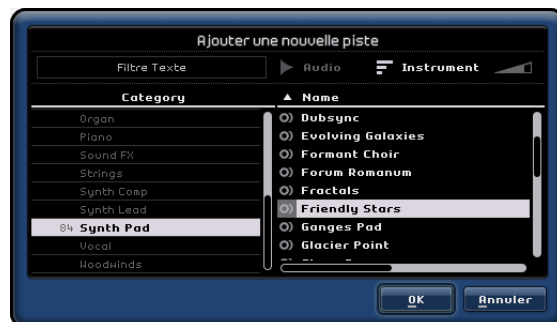 Ajouter une nouvelle piste
Filtre Texte
Audio
Instrument
Category
Name
Organ
Piano
Sound FX
Strings
Synth Comp
Synth Lead
84 Synth Pad
Vocal
Woodwinds
Dubsync
Evolving Galaxies
Formant Choir
Forum Romanum
Fractals
Friendly Stars
Ganges Pad
Glacier Point
OK
Annuler